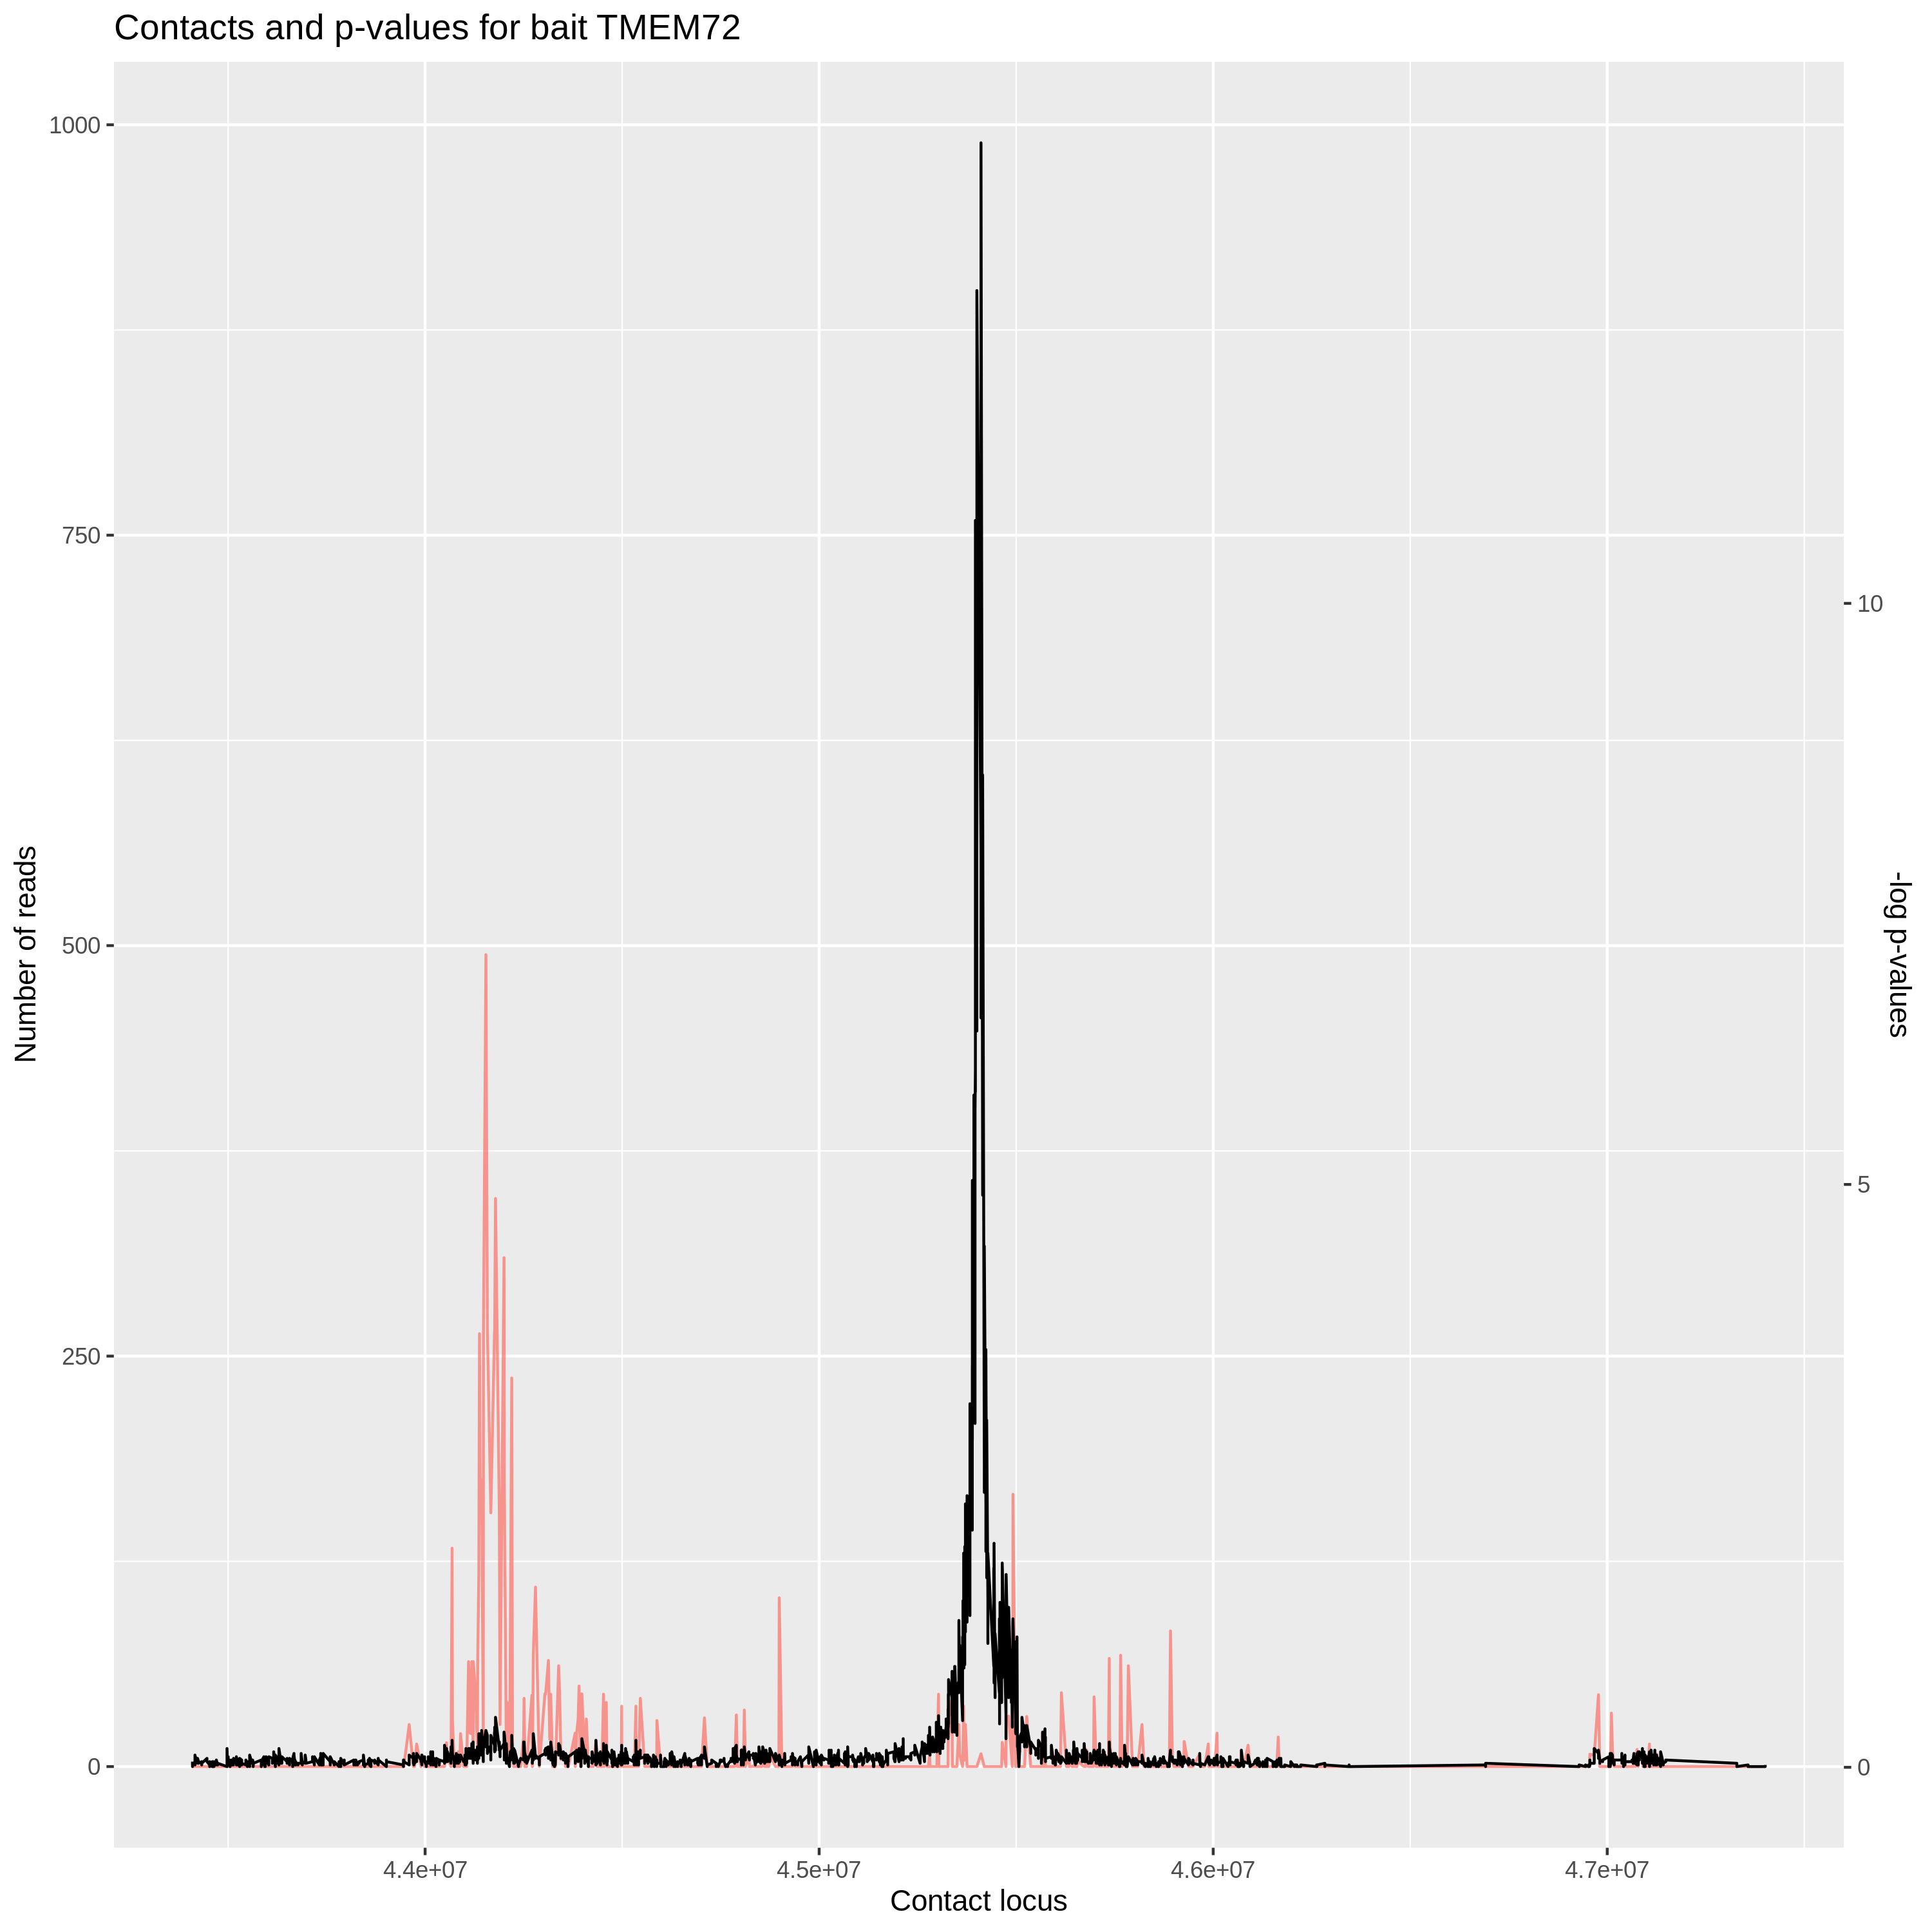 Contacts and p-values for bait TMEM72
1000
750
500
250
0
Number of reads
10
5
0
-log p-values
4.4e+07
4.5e+07
4.6e+07
4.7e+07
Contact locus